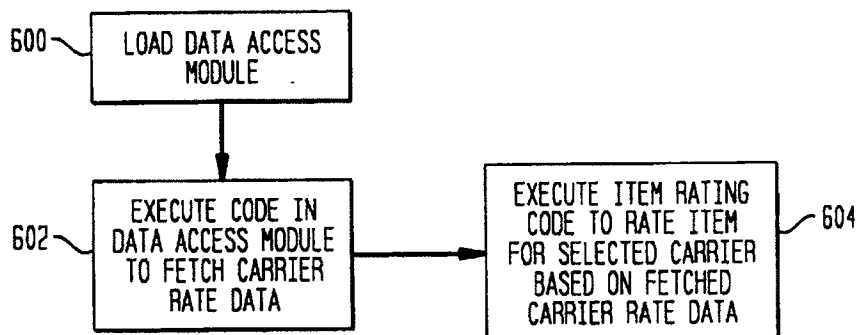 600
LOAD DATA ACCESS
MODULE
602
EXECUTE CODE IN
DATA ACCESS MODULE
TO FETCH CARRIER
RATE DATA
EXECUTE ITEM RATING
CODE TO RATE ITEM
FOR SELECTED CARRIER
BASED ON FETCHED
CARRIER RATE DATA
604